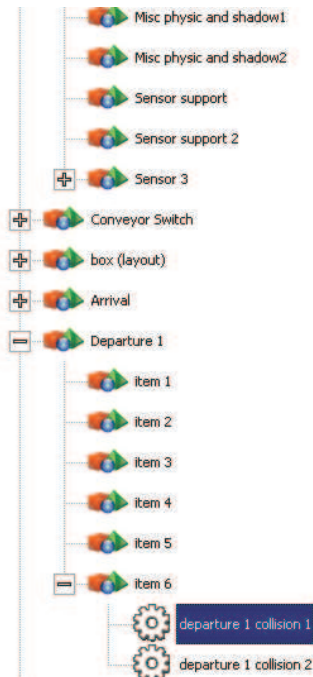 Misc physic and shadow1
Misc physic and shadow2
Sensor support
Sensor support 2
Sensor 3
Conveyor Switch
box (layout)
Arrival
Departure 1
item 1
item 2
item 3
item 4
item 5
item 6
departure 1 collision 1
departure 1 collision 2